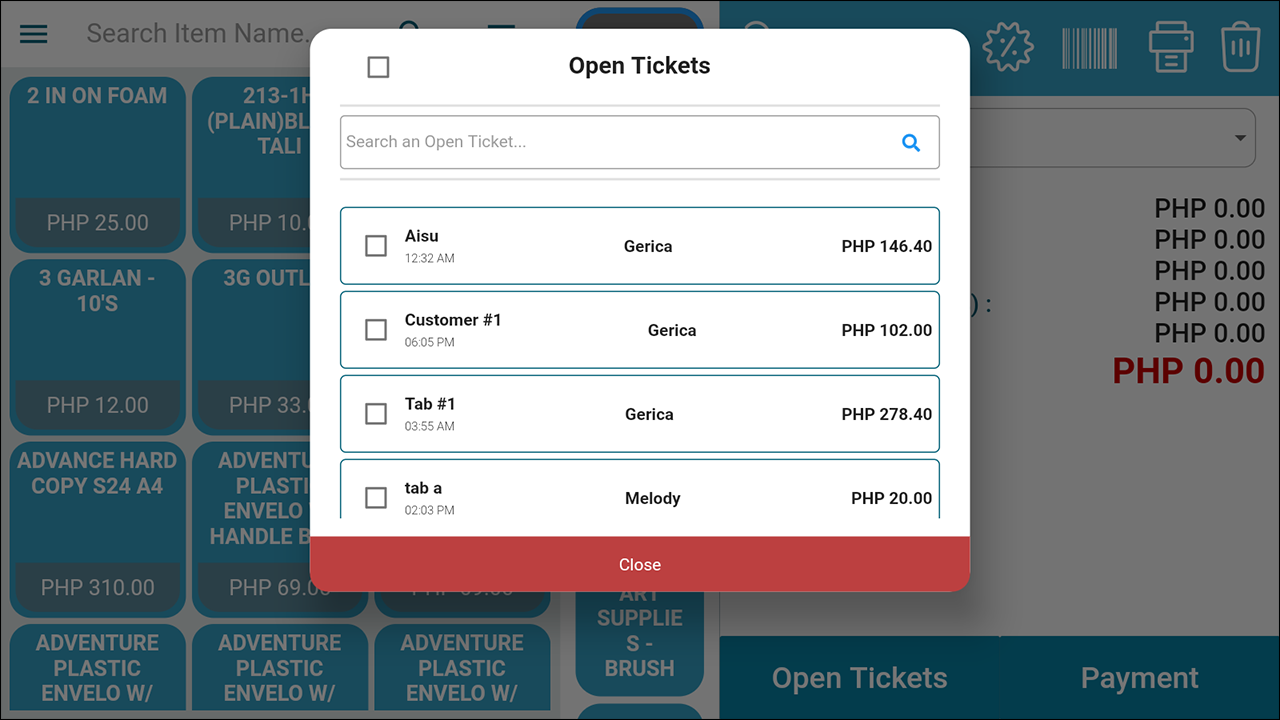 Search Item Name.
2 IN ON FOAM
PHP 25.00
213-1H
(PLAIN)BL
TALI
PHP 10.
3 GARLAN -
10'S
PHP 12.00
3G OUTL
PHP 33.
ADVANCE HARD
COPY S24 A4
PHP 310.00
ADVENTU
PLASTI
ENVELO
HANDLE B
PHP 69.00
PHP 69.00
ADVENTURE
PLASTIC
ENVELO W/
ADVENTURE
PLASTIC
ENVELO W/
ADVENTURE
PLASTIC
ENVELO W/
Open Tickets
Search an Open Ticket...
Aisu
12:32 AM
Gerica
PHP 146.40
Customer #1
06:05 PM
Gerica
PHP 102.00
Tab #1
03:55 AM
Gerica
PHP 278.40
tab a
02:03 PM
Melody
PHP 20.00
Close
ART
SUPPLIE
S -
BRUSH
PHP 0.00
PHP 0.00
PHP 0.00
) :
PHP 0.00
PHP 0.00
PHP 0.00
Open Tickets
Payment